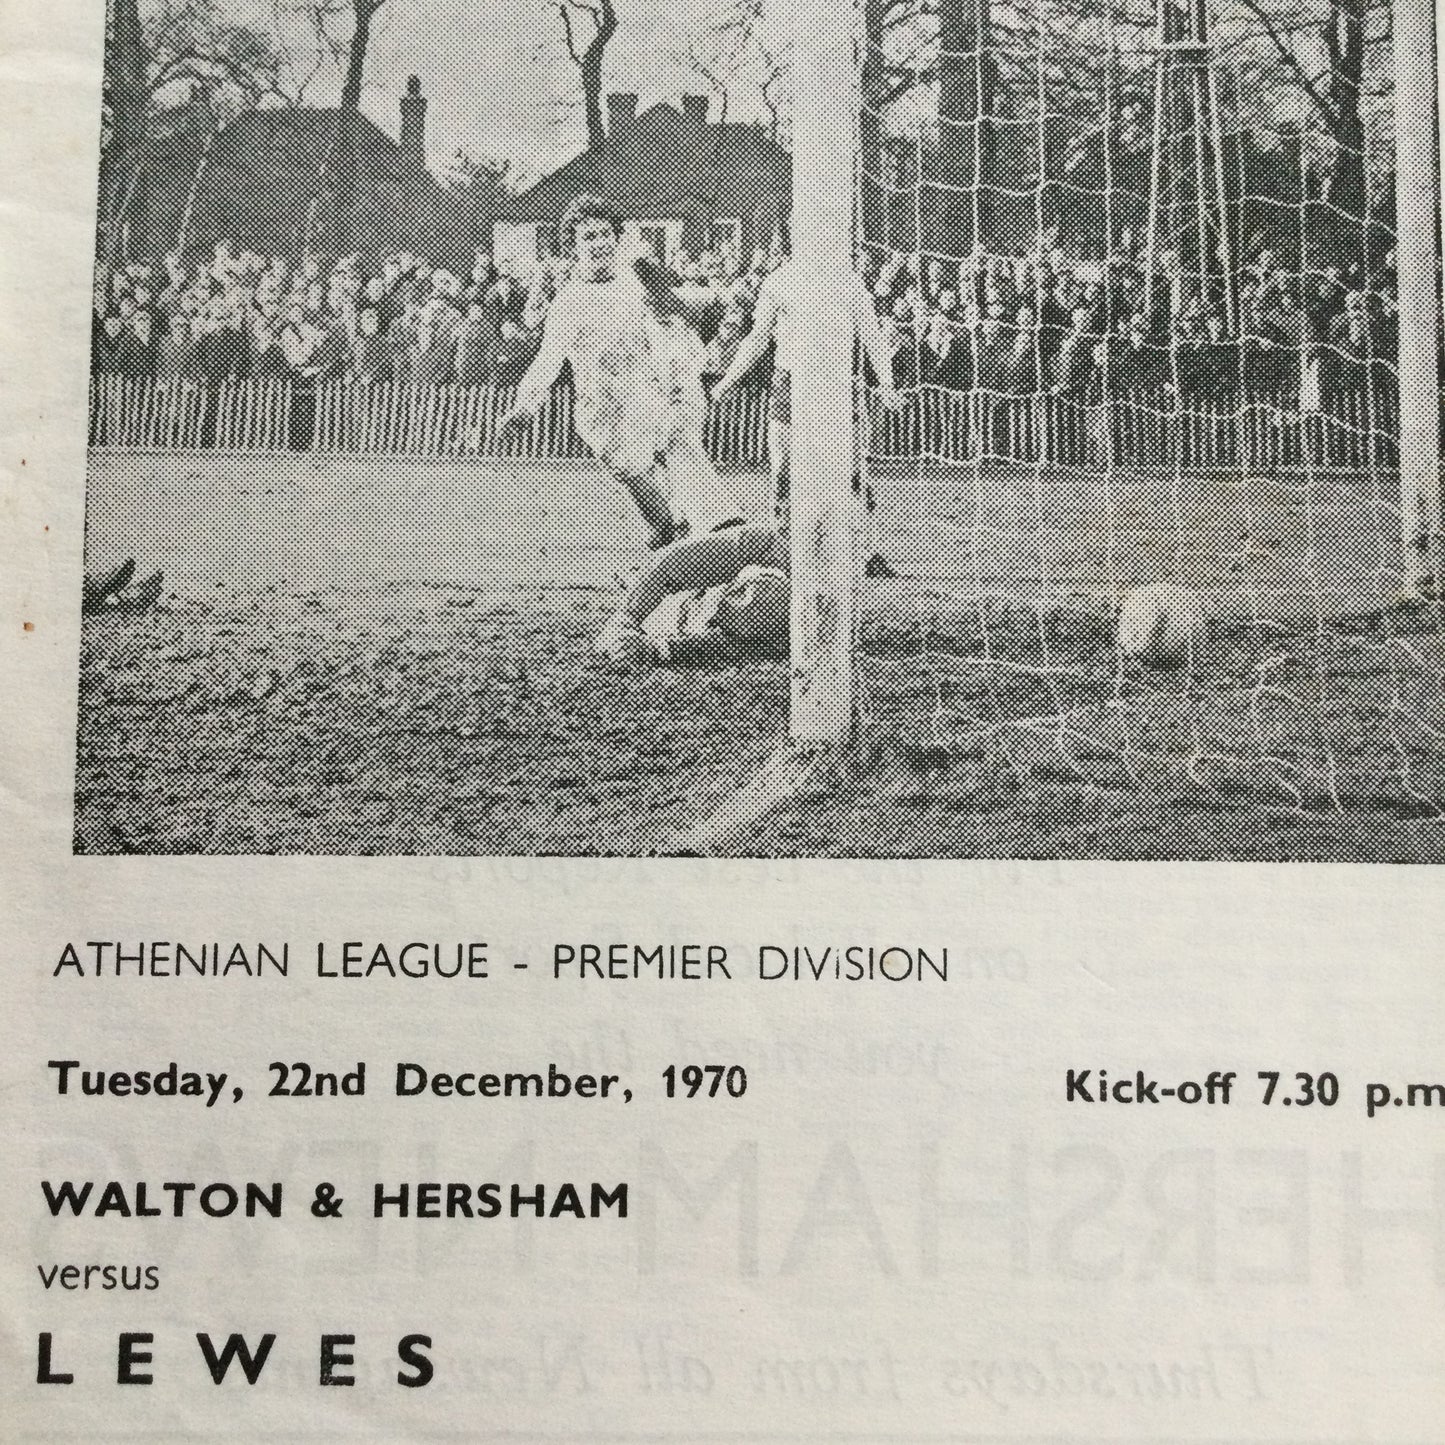 ATHENIAN LEAGUE - PREMIER DIViSION
Tuesday, 22nd December, 1970 Kick-off 7.30 p.m
WALTON & HERSHAM
versus
LEWES